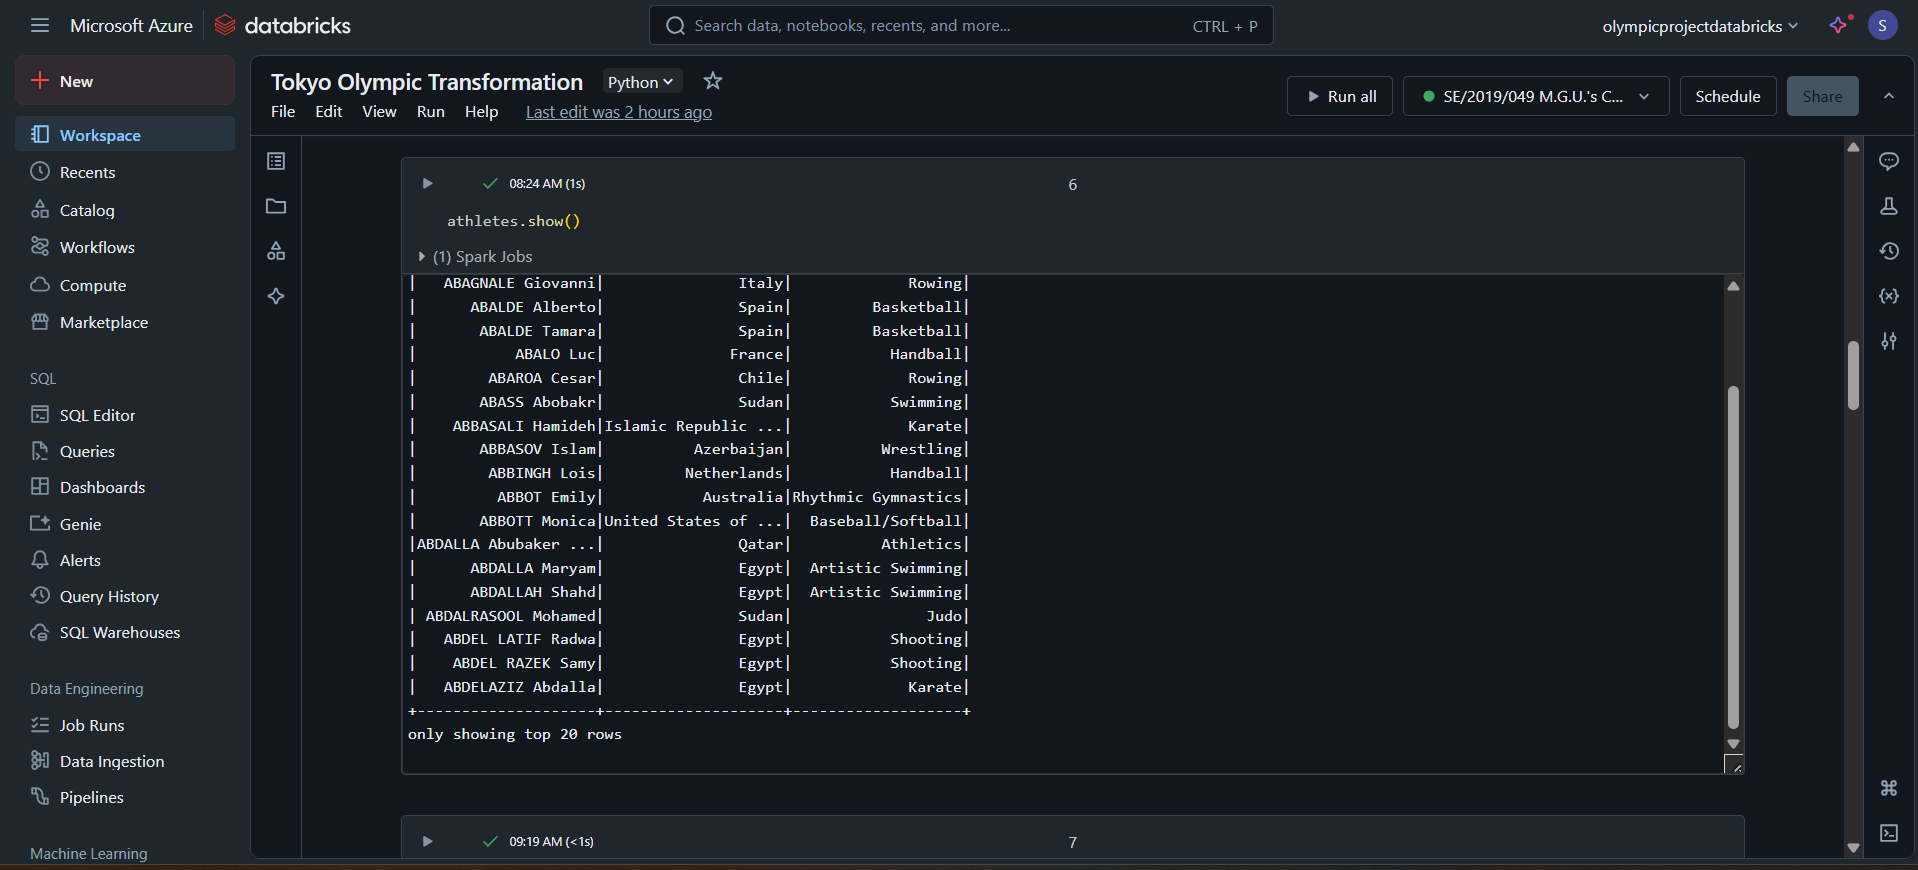 Microsoft Azure databricks
Search data, notebooks, recents, and more... CTRL + P
olympicprojectdatabricks
S
New
Workspace
Recents
Catalog
Workflows
Compute
Marketplace
SQL
SQL Editor
Queries
Dashboards
Genie
Alerts
Query History
SQL Warehouses
Data Engineering
Job Runs
Data Ingestion
Pipelines
Machine Learning
Tokyo Olympic Transformation Python
File Edit View Run Help Last edit was 2 hours ago
Run all SE/2019/049 M.G.U.'s C... Schedule Share
08:24 AM (1s) 6
athletes.show()
(1) Spark Jobs
|   ABAGNALE Giovanni|               Italy|             Rowing|
|      ABALDE Alberto|               Spain|         Basketball|
|       ABALDE Tamara|               Spain|         Basketball|
|           ABALO Luc|              France|           Handball|
|        ABAROA Cesar|               Chile|             Rowing|
|       ABASS Abobakr|               Sudan|           Swimming|
|    ABBASALI Hamideh|Islamic Republic ...|             Karate|
|       ABBASOV Islam|          Azerbaijan|          Wrestling|
|        ABBINGH Lois|         Netherlands|           Handball|
|         ABBOT Emily|           Australia|Rhythmic Gymnastics|
|       ABBOTT Monica|United States of ...|  Baseball/Softball|
|ABDALLA Abubaker ...|               Qatar|          Athletics|
|      ABDALLA Maryam|               Egypt|  Artistic Swimming|
|      ABDALLAH Shahd|               Egypt|  Artistic Swimming|
| ABDALRASOOL Mohamed|               Sudan|               Judo|
|   ABDEL LATIF Radwa|               Egypt|           Shooting|
|    ABDEL RAZEK Samy|               Egypt|           Shooting|
|   ABDELAZIZ Abdalla|               Egypt|             Karate|
+--------------------+--------------------+-------------------+
only showing top 20 rows
09:19 AM (<1s) 7